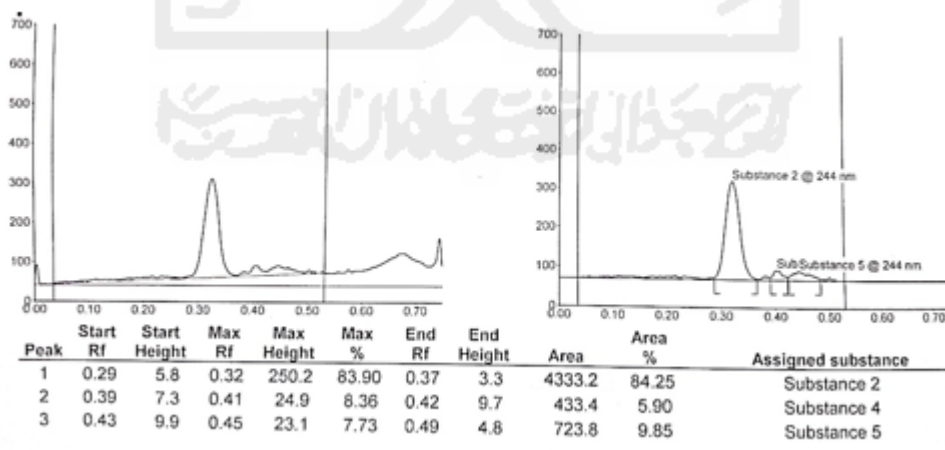 700
600
500
400
300
200
100
0
0.00 0.10 0.20 0.30 0.40 0.50 0.60 0.70
700
600
500
400
300
200
100
0
Substance 2 @ 244 nm
SubSubstance 5 @ 244 nm
0.00 0.10 0.20 0.30 0.40 0.50 0.60 0.70
Peak Start Rf Start Height Max Rf Max Height Max % End Rf End Height Area Area % Assigned substance
1 0.29 5.8 0.32 250.2 83.90 0.37 3.3 4333.2 84.25 Substance 2
2 0.39 7.3 0.41 24.9 8.36 0.42 9.7 433.4 5.90 Substance 4
3 0.43 9.9 0.45 23.1 7.73 0.49 4.8 723.8 9.85 Substance 5